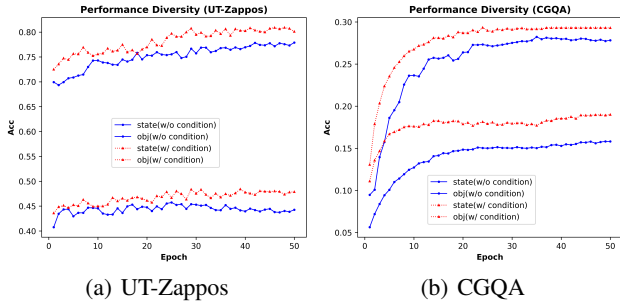 Performance Diversity (UT-Zappos)
Acc
0.80
0.75
0.70
0.65
0.60
0.55
0.50
0.45
0.40
state(w/o condition)
obj(w/o condition)
state(w/ condition)
obj(w/ condition)
0 10 20 30 40 50
Epoch
(a) UT-Zappos
Performance Diversity (CGQA)
Acc
0.30
0.25
0.20
0.15
0.10
0.05
state(w/o condition)
obj(w/o condition)
state(w/ condition)
obj(w/ condition)
0 10 20 30 40 50
Epoch
(b) CGQA